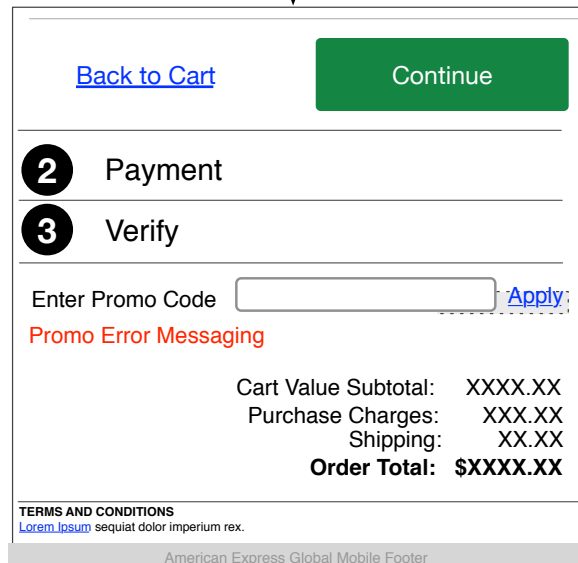 Back to Cart Continue
2 Payment
3 Verify
Enter Promo Code Apply
Promo Error Messaging
Cart Value Subtotal: XXXX.XX
Purchase Charges: XXX.XX
Shipping: XX.XX
Order Total: $XXXX.XX
TERMS AND CONDITIONS
Lorem Ipsum sequiat dolor imperium rex.
American Express Global Mobile Footer